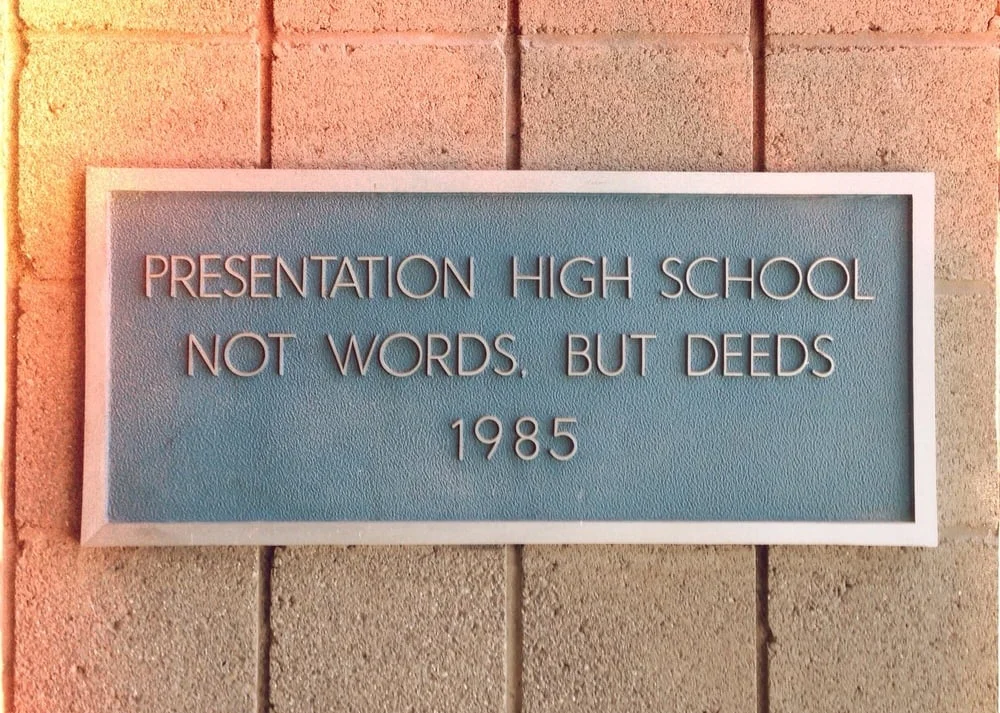 PRESENTATION HIGH SCHOOL
NOT WORDS, BUT DEEDS
1985